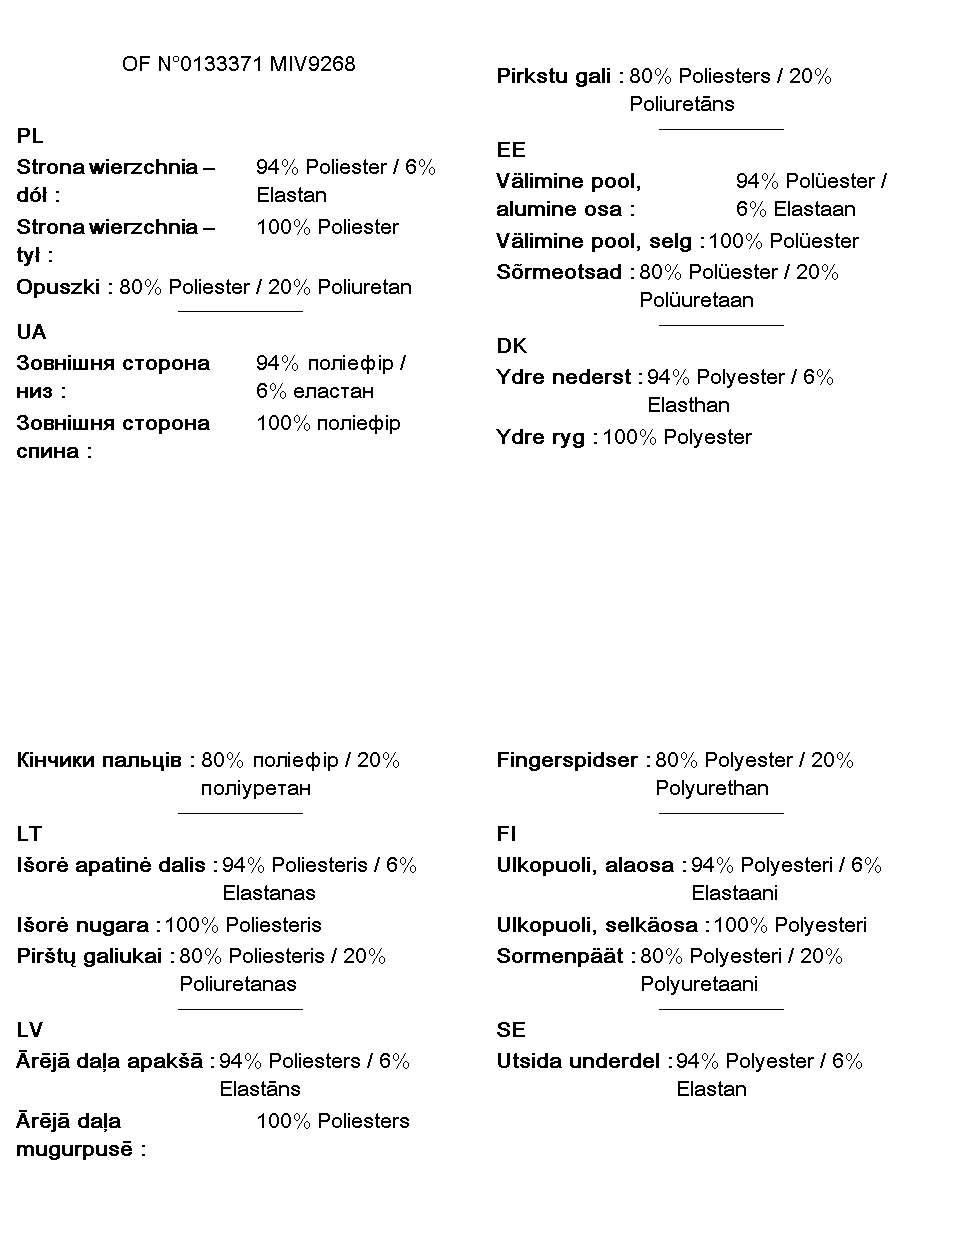 OF N°0133371 MIV9268
PL
Strona wierzchnia – 94% Poliester / 6%
dół : Elastan
Strona wierzchnia – 100% Poliester
tył :
Opuszki : 80% Poliester / 20% Poliuretan
UA
Зовнішня сторона 94% поліефір /
низ : 6% еластан
Зовнішня сторона 100% поліефір
спина :
Кінчики пальців : 80% поліефір / 20%
поліуретан
LT
Išorė apatinė dalis : 94% Poliesteris / 6%
Elastanas
Išorė nugara : 100% Poliesteris
Pirštų galiukai : 80% Poliesteris / 20%
Poliuretanas
LV
Ārējā daļa apakšā : 94% Poliesters / 6%
Elastāns
Ārējā daļa 100% Poliesters
mugurpusē :
Pirkstu gali : 80% Poliesters / 20%
Poliuretāns
EE
Välimine pool, 94% Polüester /
alumine osa : 6% Elastaan
Välimine pool, selg : 100% Polüester
Sõrmeotsad : 80% Polüester / 20%
Polüuretaan
DK
Ydre nederst : 94% Polyester / 6%
Elasthan
Ydre ryg : 100% Polyester
Fingerspidser : 80% Polyester / 20%
Polyurethan
FI
Ulkopuoli, alaosa : 94% Polyesteri / 6%
Elastaani
Ulkopuoli, selkäosa : 100% Polyesteri
Sormenpäät : 80% Polyesteri / 20%
Polyuretaani
SE
Utsida underdel : 94% Polyester / 6%
Elastan